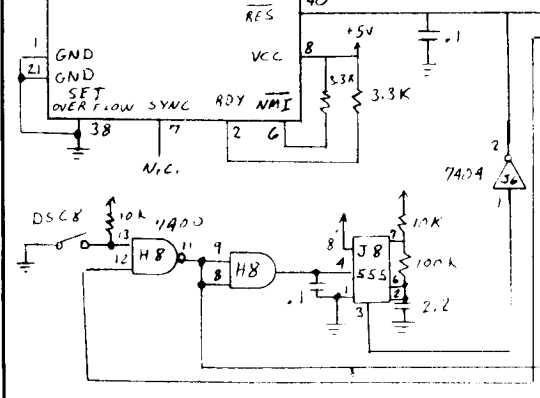 RES 40
+5V
.1
1 GND
VCC 8
21 GND
SET
OVERFLOW SYNC RDY NMI
3.3K 3.3K
38 7 2 6
N.C.
2
7404 J6
1
DSC8 10K 7400
13
12 H8 11
9
8 H8
.1
8 J8 7 10K
4 555 100K
1 6
2 2.2
3